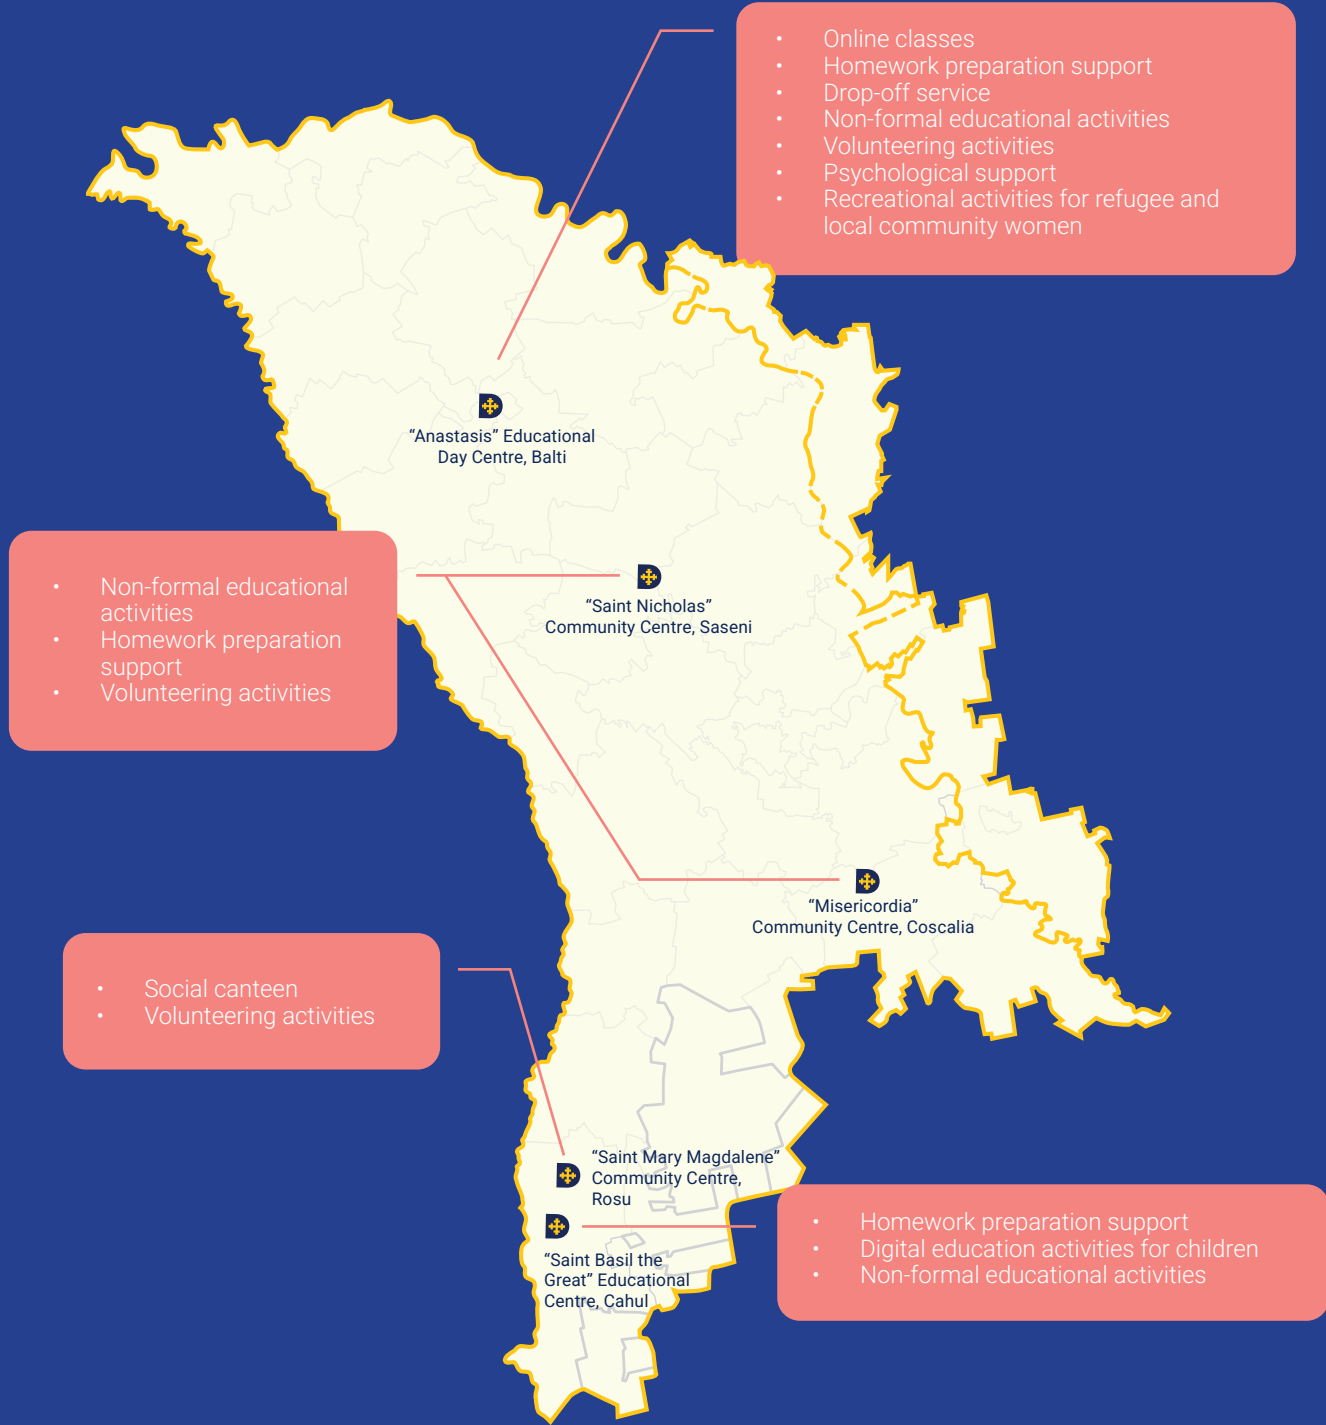 • Online classes
• Homework preparation support
• Drop-off service
• Non-formal educational activities
• Volunteering activities
• Psychological support
• Recreational activities for refugee and
local community women
“Anastasis” Educational
Day Centre, Balti
• Non-formal educational
activities
• Homework preparation
support
• Volunteering activities
“Saint Nicholas”
Community Centre, Saseni
“Misericordia”
Community Centre, Coscalia
• Social canteen
• Volunteering activities
“Saint Mary Magdalene”
Community Centre,
Rosu
“Saint Basil the
Great” Educational
Centre, Cahul
• Homework preparation support
• Digital education activities for children
• Non-formal educational activities